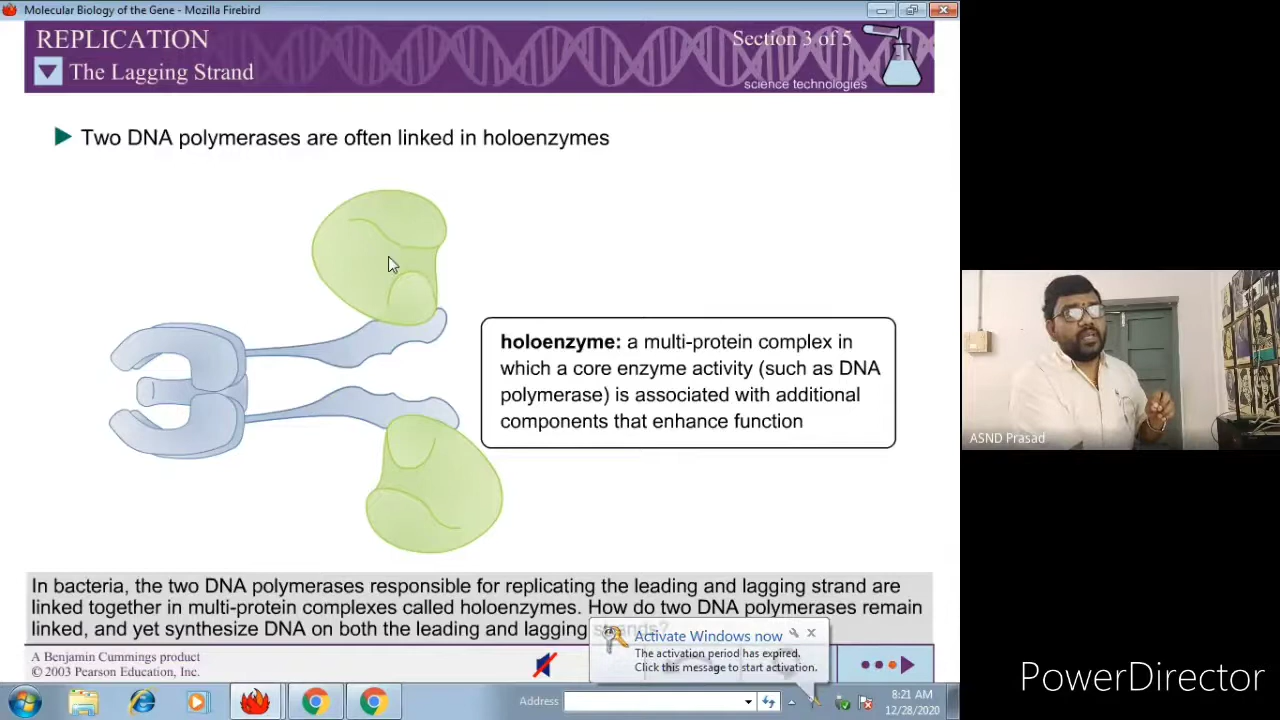 Molecular Biology of the Gene - Mozilla Firebird
REPLICATION
Section 3 of 5
The Lagging Strand
science technologies
Two DNA polymerases are often linked in holoenzymes
holoenzyme: a multi-protein complex in
which a core enzyme activity (such as DNA
polymerase) is associated with additional
components that enhance function
ASND Prasad
In bacteria, the two DNA polymerases responsible for replicating the leading and lagging strand are
linked together in multi-protein complexes called holoenzymes. How do two DNA polymerases remain
linked, and yet synthesize DNA on both the leading and lagging strands?
Activate Windows now
The activation period has expired.
Click this message to start activation.
A Benjamin Cummings product
© 2003 Pearson Education, Inc.
PowerDirector
Address
8:21 AM
12/28/2020